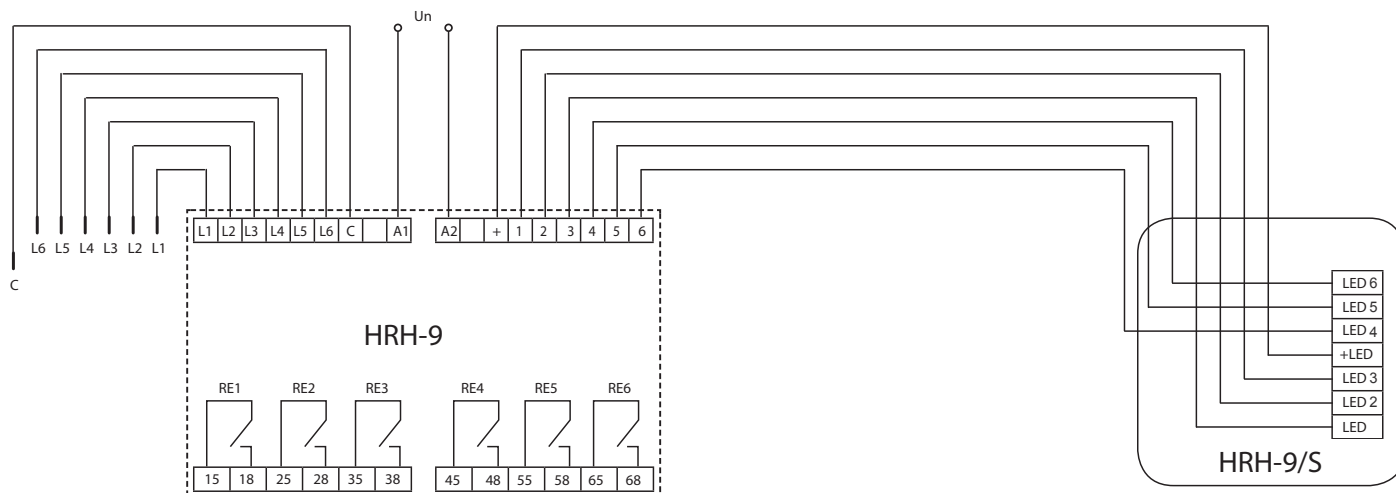 Un
L1 L2 L3 L4 L5 L6 C A1
A2 + 1 2 3 4 5 6
L6 L5 L4 L3 L2 L1
C
LED 6
LED 5
LED 4
+LED
LED 3
LED 2
LED
HRH-9
RE1 RE2 RE3 RE4 RE5 RE6
15 18 25 28 35 38
45 48 55 58 65 68
HRH-9/S